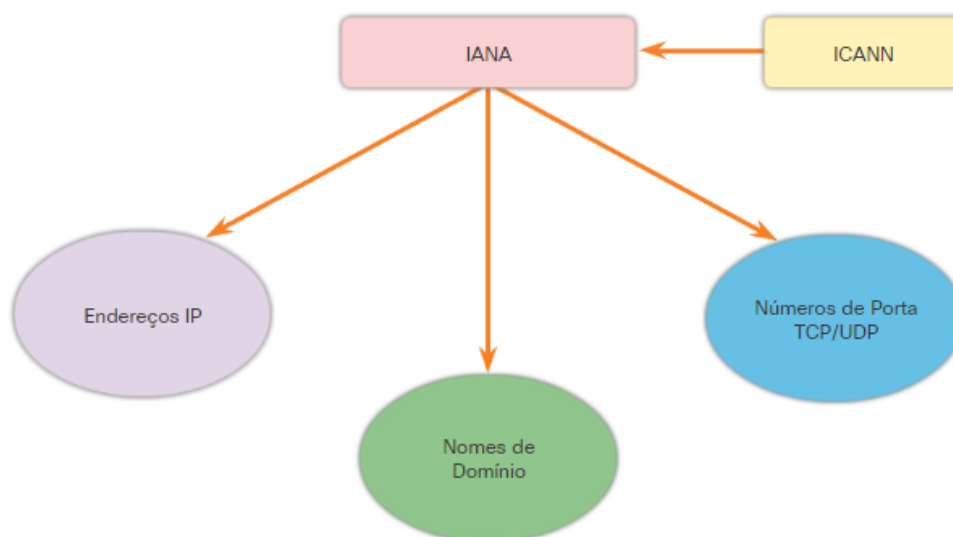 IANA
ICANN
Endereços IP
Números de Porta
TCP/UDP
Nomes de
Domínio